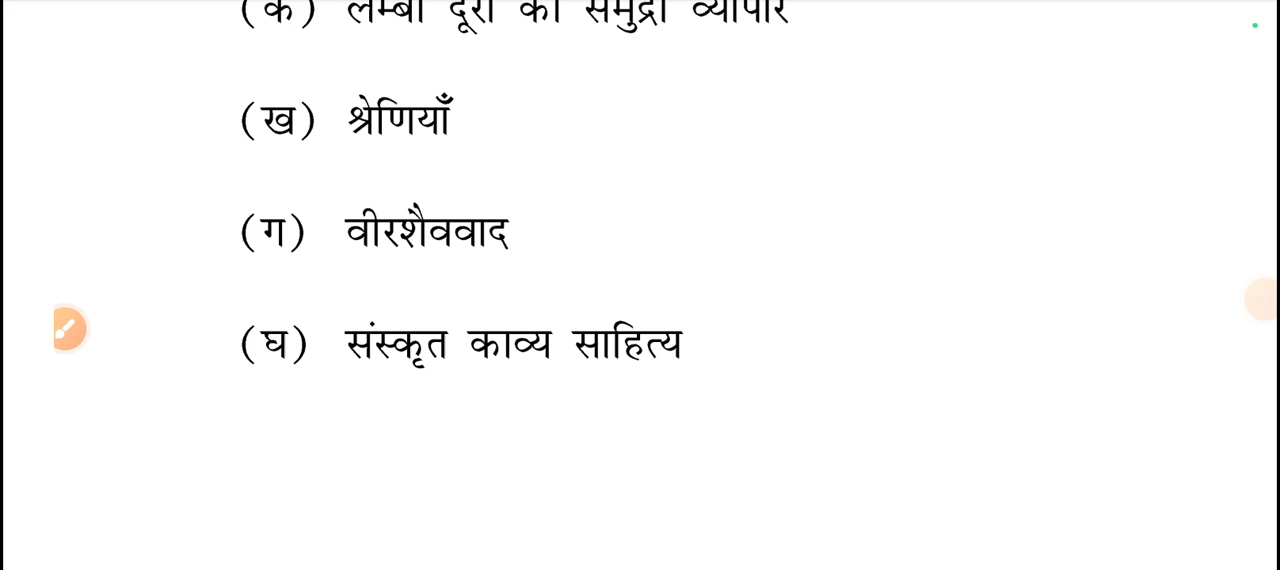 (क) लम्बी दूरी का समुद्री व्यापार
(ख) श्रेणियाँ
(ग) वीरशैववाद
(घ) संस्कृत काव्य साहित्य